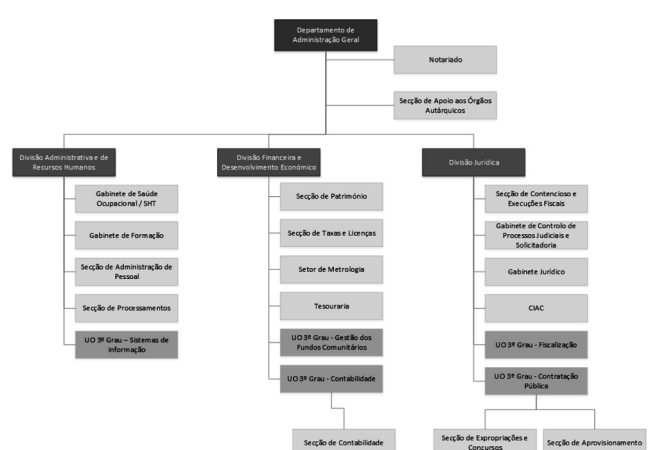 Departamento de
Administração Geral
Notariado
Secção de Apoio aos Órgãos
Autárquicos
Divisão Administrativa e de
Recursos Humanos
Divisão Financeira e
Desenvolvimento Económico
Divisão Jurídica
Gabinete de Saúde
Ocupacional / SHT
Gabinete de Formação
Secção de Administração de
Pessoal
Secção de Processamentos
UO 3º Grau – Sistemas de
Informação
Secção de Património
Secção de Taxas e Licenças
Setor de Metrologia
Tesouraria
UO 3º Grau - Gestão dos
Fundos Comunitários
UO 3º Grau - Contabilidade
Secção de Contabilidade
Secção de Contencioso e
Execuções Fiscais
Gabinete de Controlo de
Processos Judiciais e
Solicitadoria
Gabinete Jurídico
CIAC
UO 3º Grau - Fiscalização
UO 3º Grau - Contratação
Pública
Secção de Expropriações e
Concursos
Secção de Aprovisionamento